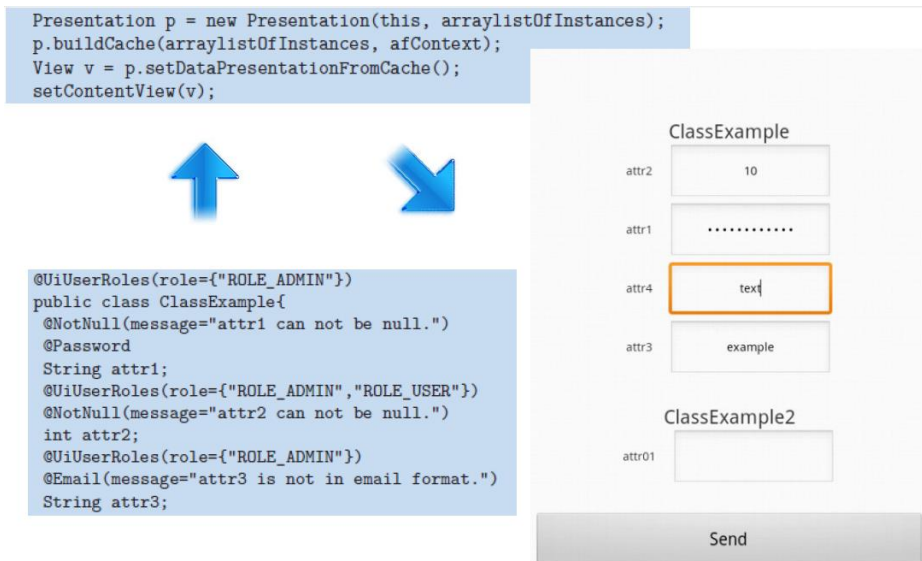 Presentation p = new Presentation(this, arraylistOfInstances);
p.buildCache(arraylistOfInstances, afContext);
View v = p.setDataPresentationFromCache();
setContentView(v);
@UiUserRoles(role={"ROLE_ADMIN"})
public class ClassExample{
@NotNull(message="attr1 can not be null.")
@Password
String attr1;
@UiUserRoles(role={"ROLE_ADMIN","ROLE_USER"})
@NotNull(message="attr2 can not be null.")
int attr2;
@UiUserRoles(role={"ROLE_ADMIN"})
@Email(message="attr3 is not in email format.")
String attr3;
ClassExample
attr2 10
attr1 ••••••••••••
attr4 text
attr3 example
ClassExample2
attr01
Send